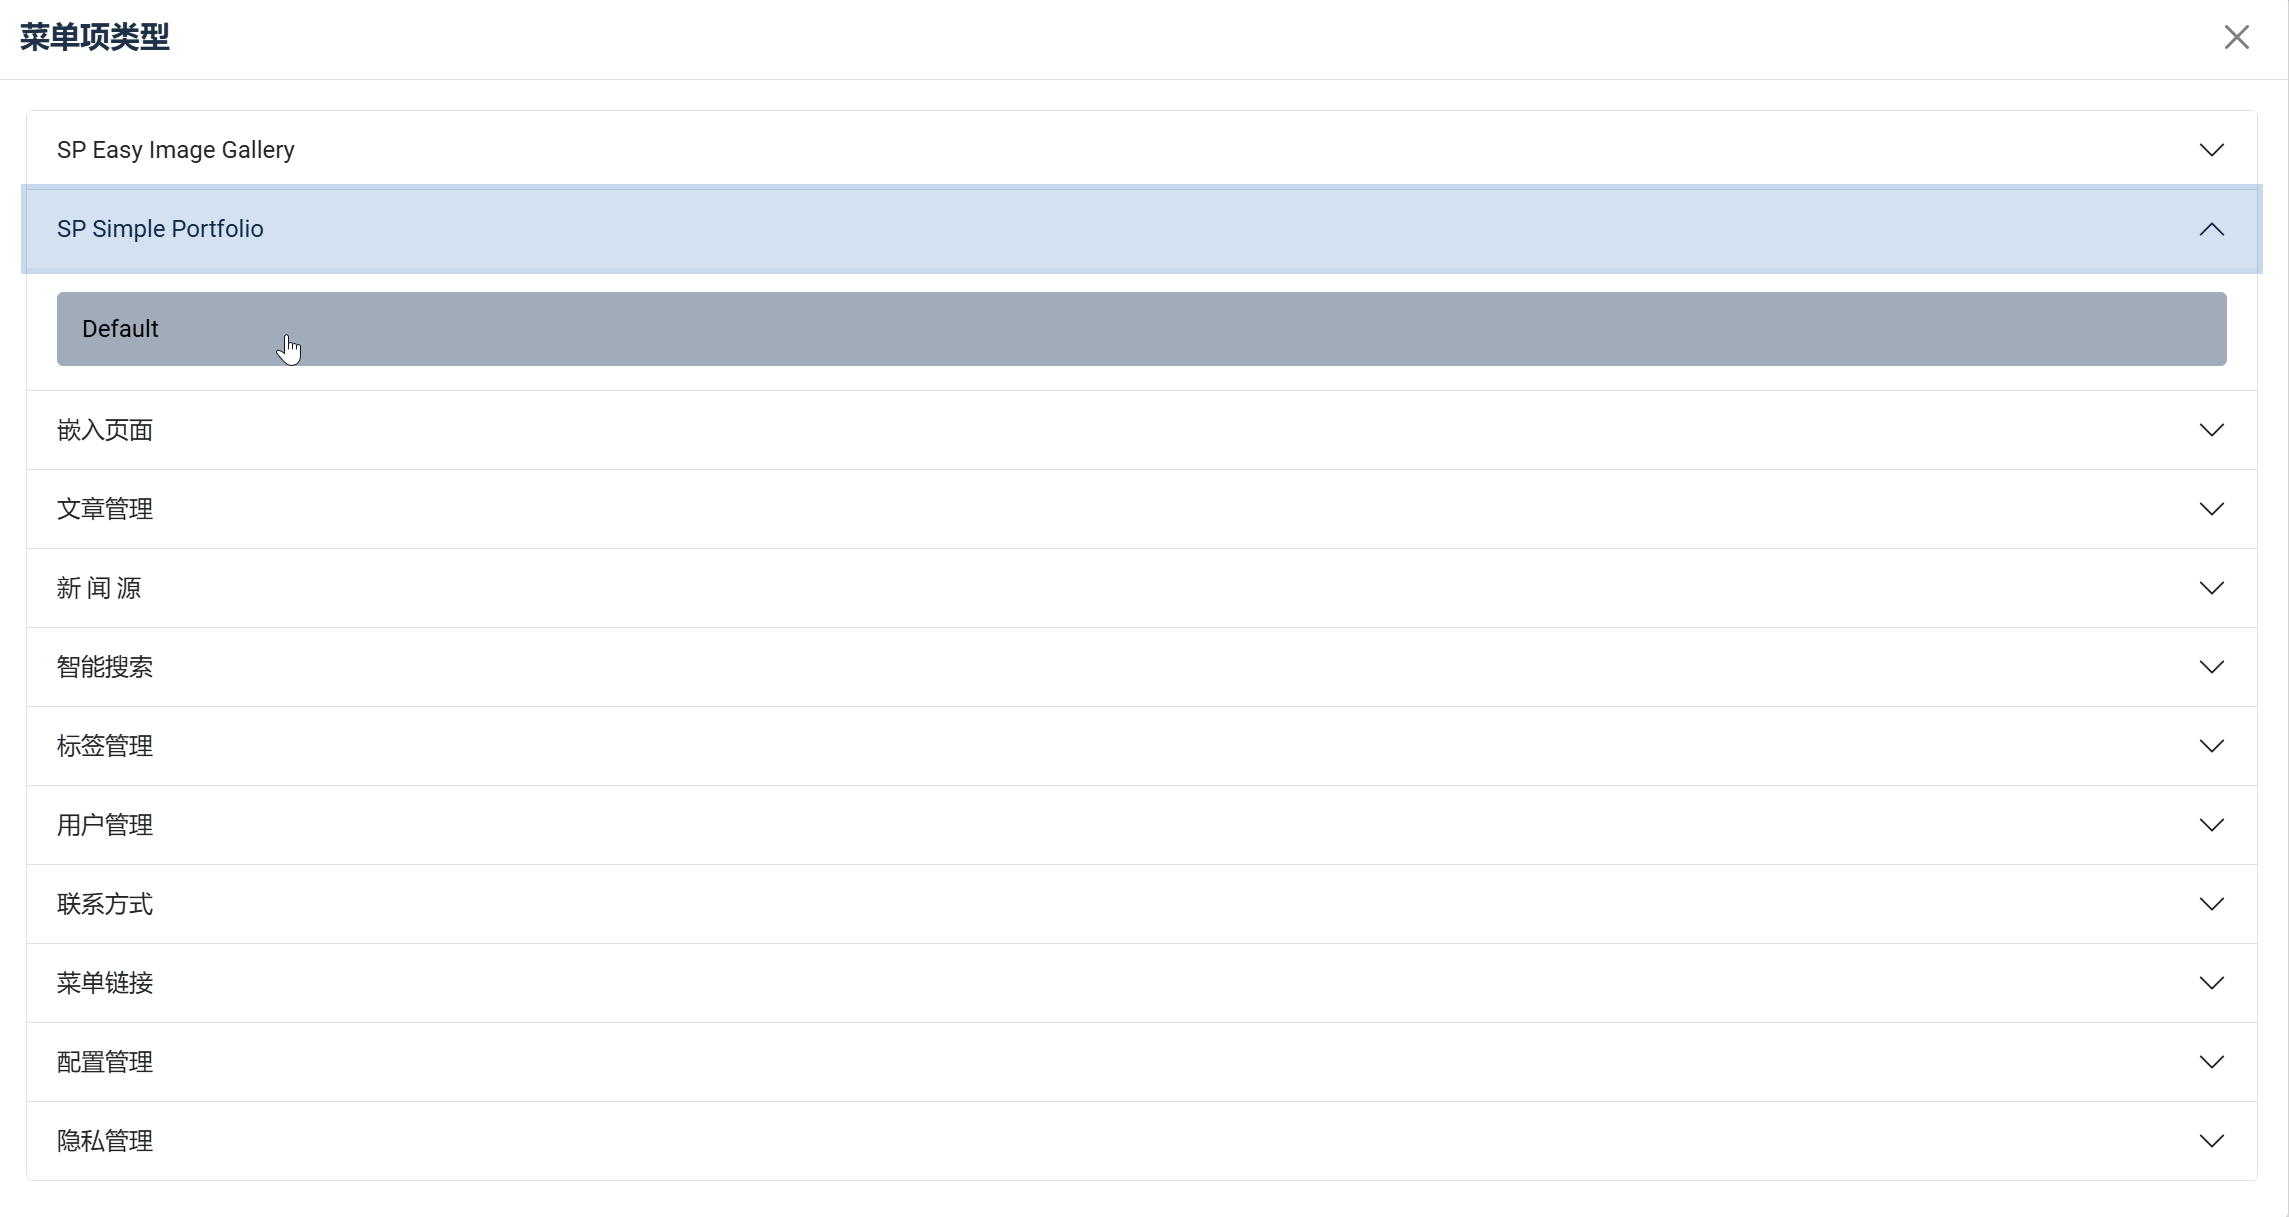 菜单项类型
SP Easy Image Gallery
SP Simple Portfolio
Default
嵌入页面
文章管理
新 闻 源
智能搜索
标签管理
用户管理
联系方式
菜单链接
配置管理
隐私管理